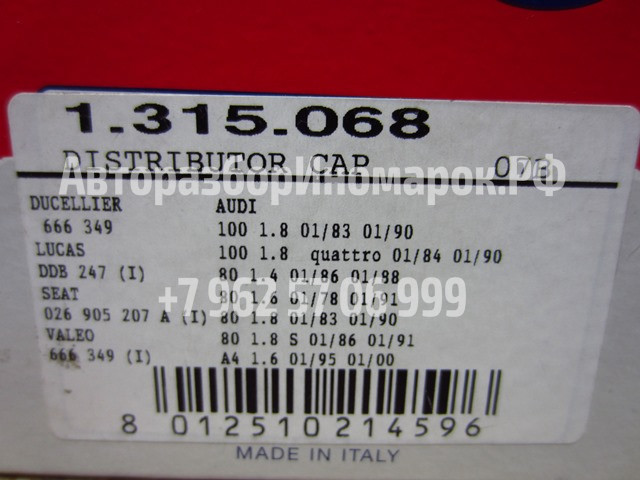 1.315.068
DISTRIBUTOR CAP 07B
АвторазборИномарок.РФ
DUCELLIER AUDI
666 349 100 1.8 01/83 01/90
LUCAS 100 1.8 quattro 01/84 01/90
DDB 247 (I) 80 1.4 01/86 01/88
SEAT 80 1.6 01/78 01/91
+7 962 57 06 999
026 905 207 A (I) 80 1.8 01/83 01/90
VALEO 80 1.8 S 01/86 01/91
666 349 (I) A4 1.6 01/95 01/00
8 012510 214596
MADE IN ITALY